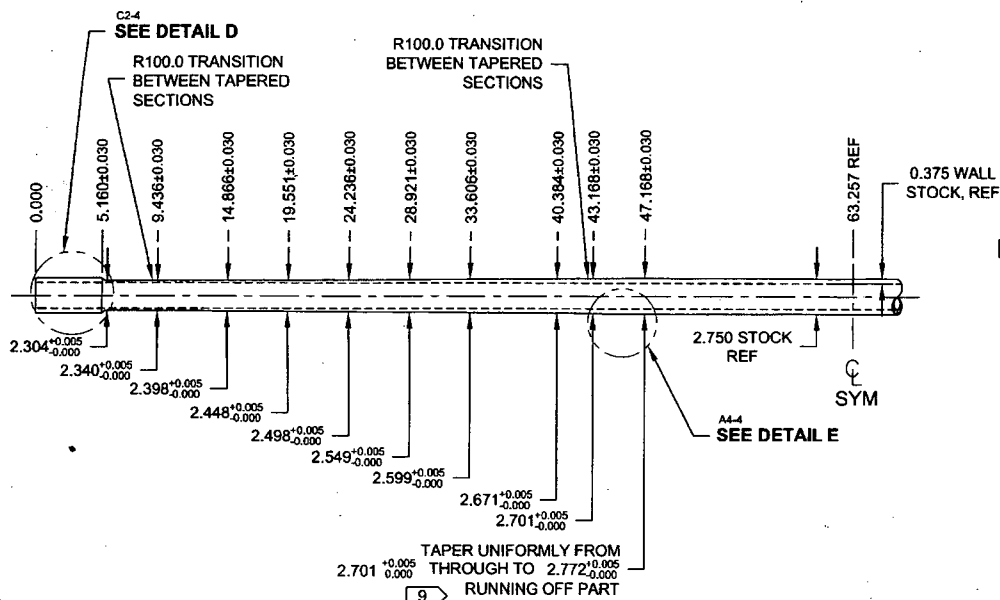 C2-4
SEE DETAIL D
R100.0 TRANSITION
BETWEEN TAPERED
SECTIONS
R100.0 TRANSITION
BETWEEN TAPERED
SECTIONS
0.000
5.160±0.030
9.436±0.030
14.866±0.030
19.551±0.030
24.236±0.030
28.921±0.030
33.606±0.030
40.384±0.030
43.168±0.030
47.168±0.030
63.257 REF
0.375 WALL
STOCK, REF
2.304 +0.005 -0.000
2.340 +0.005 -0.000
2.398 +0.005 -0.000
2.448 +0.005 -0.000
2.498 +0.005 -0.000
2.549 +0.005 -0.000
2.599 +0.005 -0.000
2.671 +0.005 -0.000
2.701 +0.005 -0.000
2.750 STOCK
REF
℄
SYM
A4-4
SEE DETAIL E
TAPER UNIFORMLY FROM
2.701 +0.005 0.000 THROUGH TO 2.772 +0.005 -0.000
9 RUNNING OFF PART